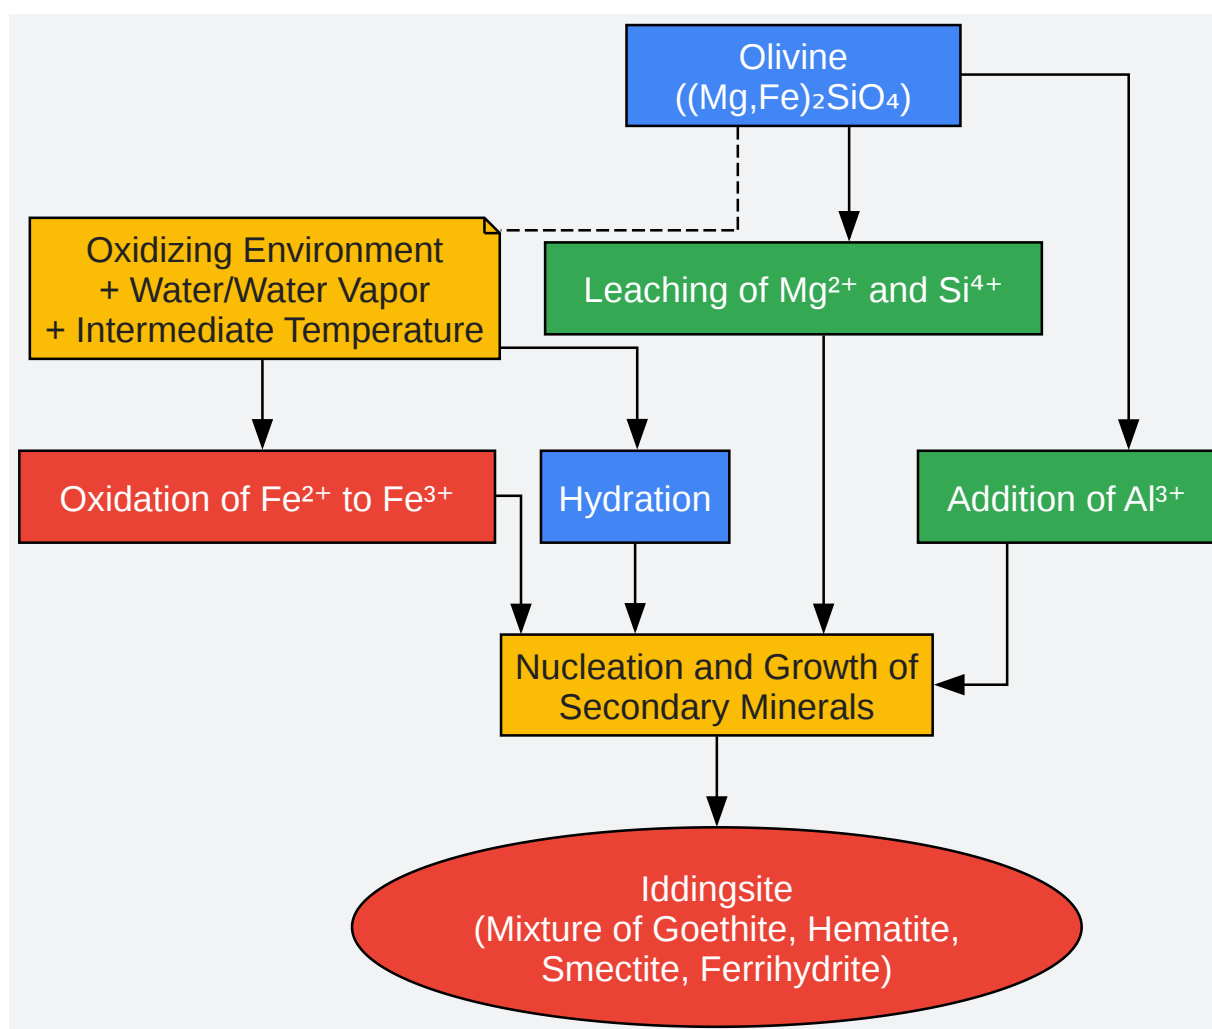 Olivine
((Mg,Fe)₂SiO₄)
Oxidizing Environment
+ Water/Water Vapor
+ Intermediate Temperature
Leaching of Mg²⁺ and Si⁴⁺
Oxidation of Fe²⁺ to Fe³⁺
Hydration
Addition of Al³⁺
Nucleation and Growth of
Secondary Minerals
Iddingsite
(Mixture of Goethite, Hematite,
Smectite, Ferrihydrite)